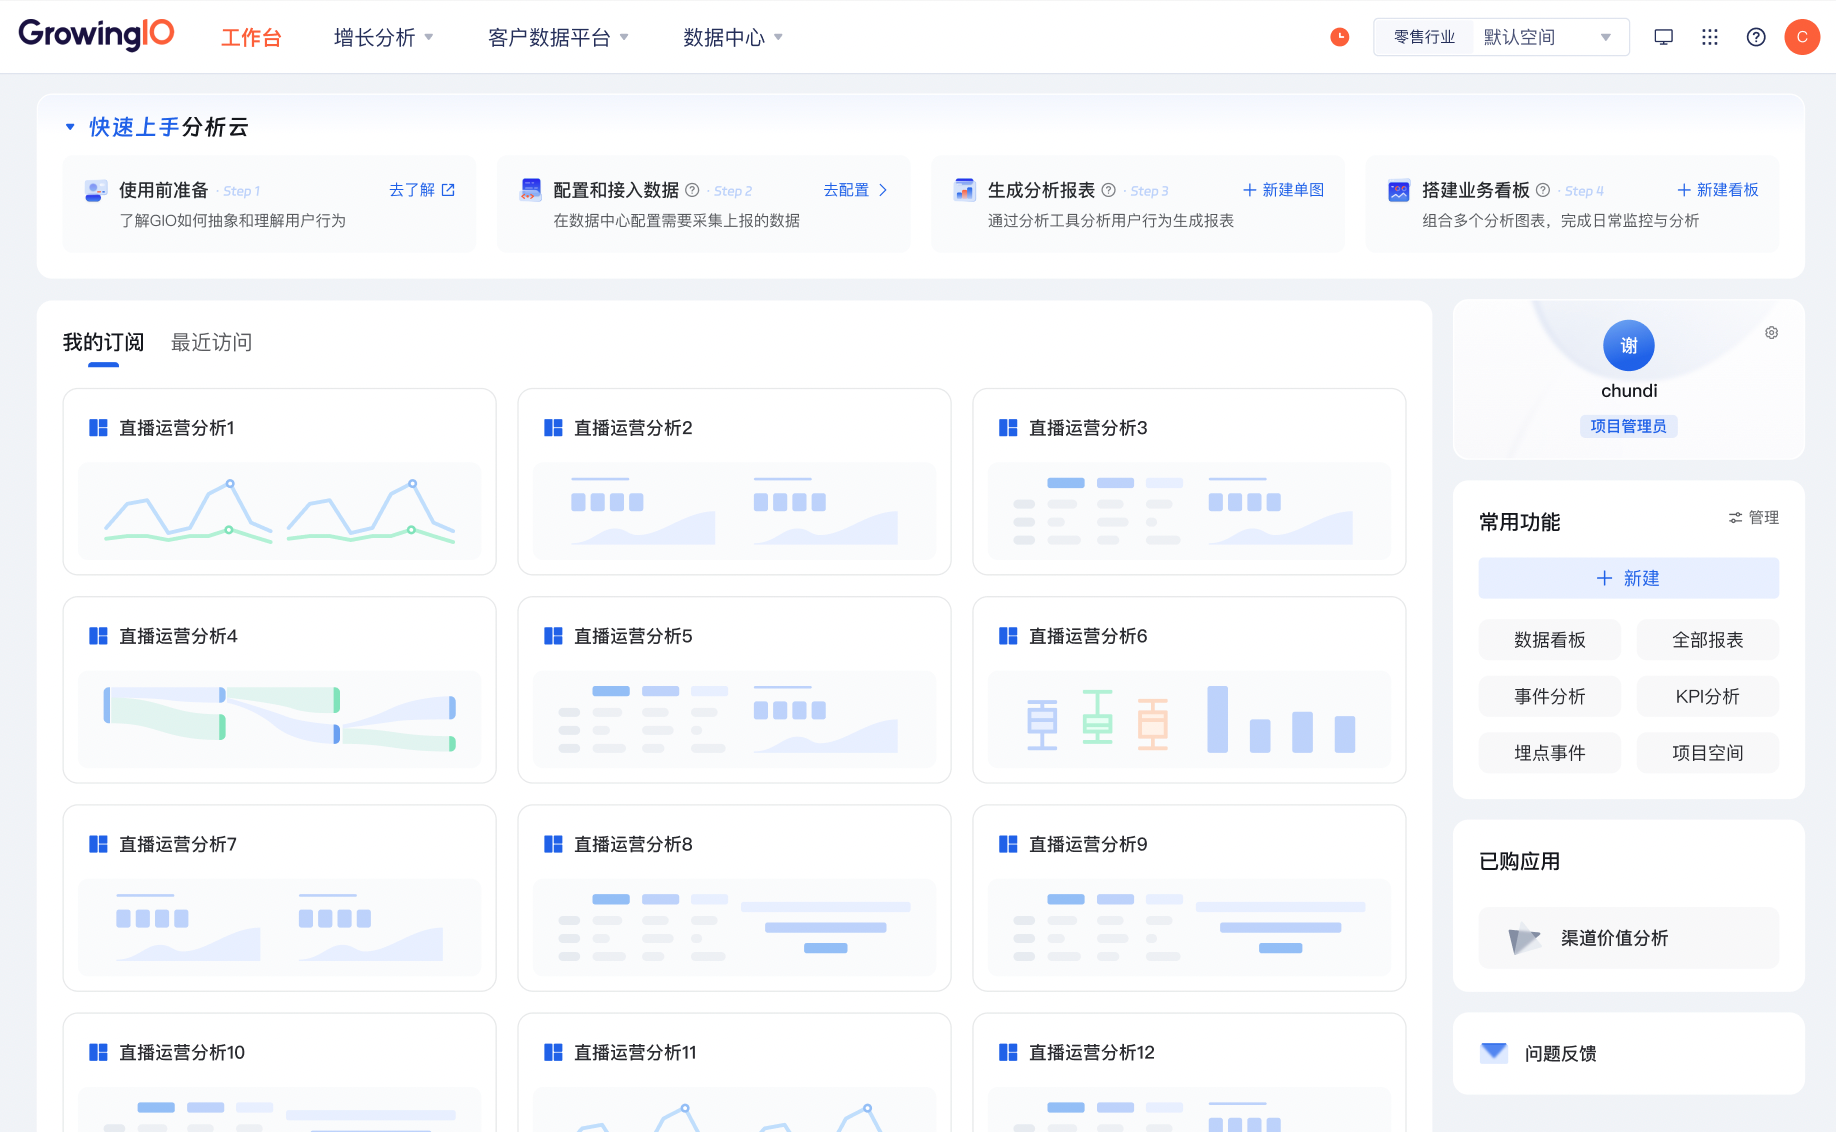 GrowingIO 工作台 增长分析 客户数据平台 数据中心 零售行业 默认空间 C
快速上手分析云
使用前准备 · Step 1 去了解
了解GIO如何抽象和理解用户行为
配置和接入数据 · Step 2 去配置
在数据中心配置需要采集上报的数据
生成分析报表 · Step 3 + 新建单图
通过分析工具分析用户行为生成报表
搭建业务看板 · Step 4 + 新建看板
组合多个分析图表，完成日常监控与分析
我的订阅 最近访问
直播运营分析1
直播运营分析2
直播运营分析3
直播运营分析4
直播运营分析5
直播运营分析6
直播运营分析7
直播运营分析8
直播运营分析9
直播运营分析10
直播运营分析11
直播运营分析12
谢
chundi
项目管理员
常用功能 管理
+ 新建
数据看板 全部报表
事件分析 KPI分析
埋点事件 项目空间
已购应用
渠道价值分析
问题反馈